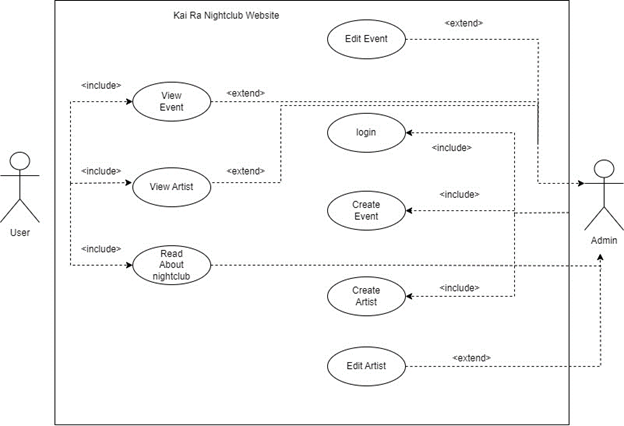 Kai Ra Nightclub Website
Edit Event
<extend>
<include>
View
Event
<extend>
login
<include>
<include>
View Artist
<extend>
<include>
Create
Event
User
Admin
<include>
Read
About
nightclub
Create
Artist
<include>
Edit Artist
<extend>